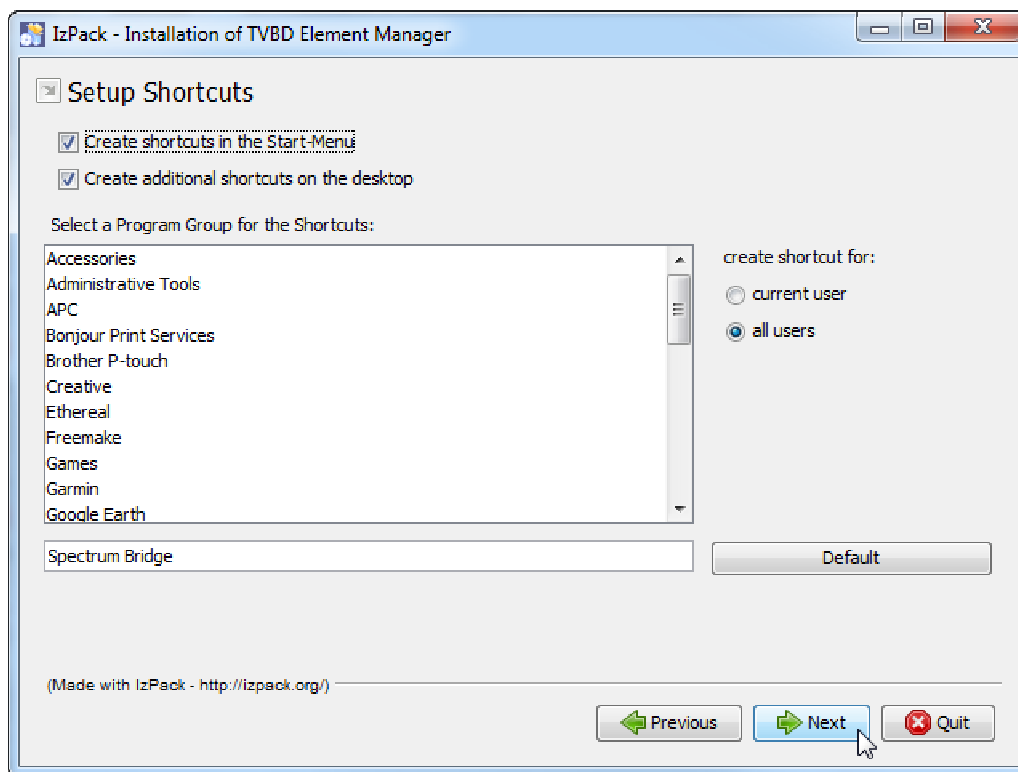 IzPack - Installation of TVBD Element Manager
Setup Shortcuts
Create shortcuts in the Start-Menu
Create additional shortcuts on the desktop
Select a Program Group for the Shortcuts:
Accessories
Administrative Tools
APC
Bonjour Print Services
Brother P-touch
Creative
Ethereal
Freemake
Games
Garmin
Google Earth
create shortcut for:
current user
all users
Spectrum Bridge
Default
(Made with IzPack - http://izpack.org/)
Previous
Next
Quit